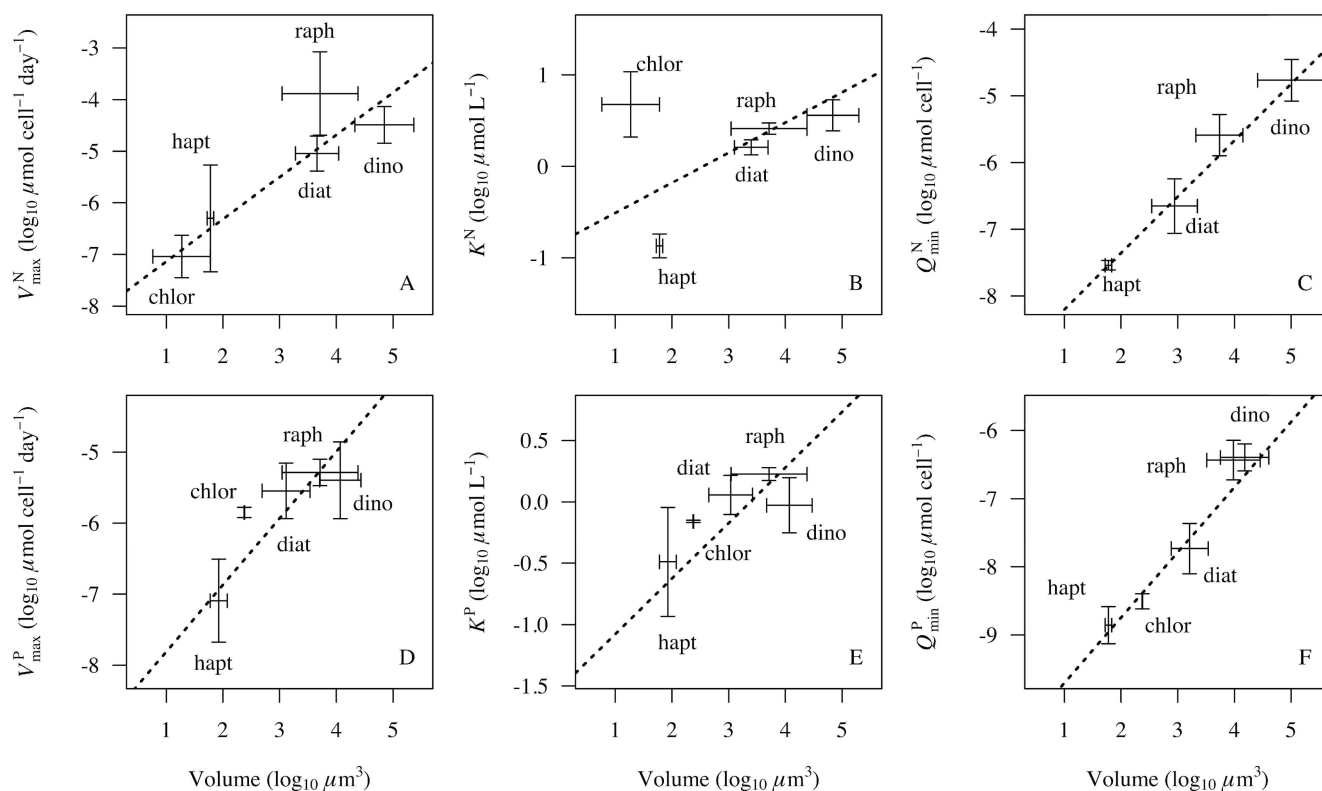 V^N_max (log₁₀ μmol cell⁻¹ day⁻¹)
-3
-4
-5
-6
-7
-8
raph
hapt
diat
dino
chlor
A
1 2 3 4 5
K^N (log₁₀ μmol L⁻¹)
1
0
-1
chlor
raph
diat
dino
hapt
B
1 2 3 4 5
Q^N_min (log₁₀ μmol cell⁻¹)
-4
-5
-6
-7
-8
raph
dino
diat
hapt
C
1 2 3 4 5
V^P_max (log₁₀ μmol cell⁻¹ day⁻¹)
-5
-6
-7
-8
raph
chlor
dino
diat
hapt
D
1 2 3 4 5
Volume (log₁₀ μm³)
K^P (log₁₀ μmol L⁻¹)
0.5
0.0
-0.5
-1.0
-1.5
raph
diat
dino
chlor
hapt
E
1 2 3 4 5
Volume (log₁₀ μm³)
Q^P_min (log₁₀ μmol cell⁻¹)
-6
-7
-8
-9
dino
raph
diat
hapt
chlor
F
1 2 3 4 5
Volume (log₁₀ μm³)